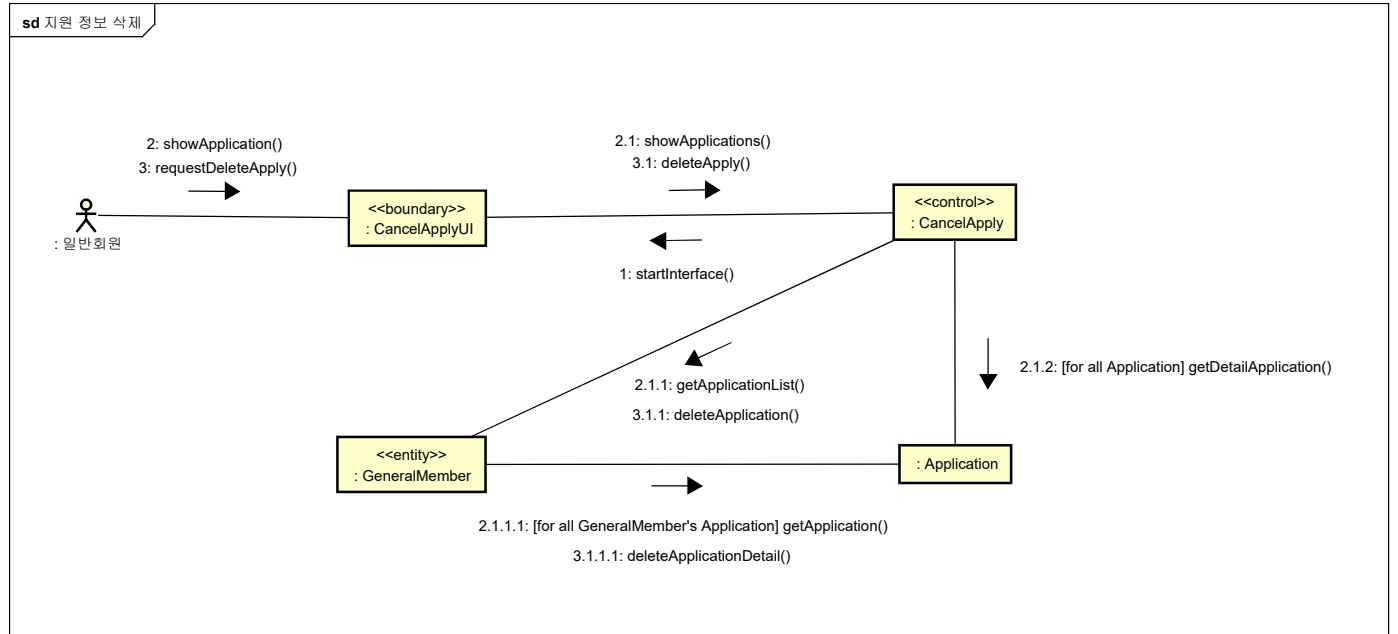 sd 지원 정보 삭제
2: showApplication()
3: requestDeleteApply()
2.1: showApplications()
3.1: deleteApply()
: 일반회원
<<boundary>>
: CancelApplyUI
<<control>>
: CancelApply
1: startInterface()
2.1.1: getApplicationList()
3.1.1: deleteApplication()
2.1.2: [for all Application] getDetailApplication()
<<entity>>
: GeneralMember
: Application
2.1.1.1: [for all GeneralMember's Application] getApplication()
3.1.1.1: deleteApplicationDetail()